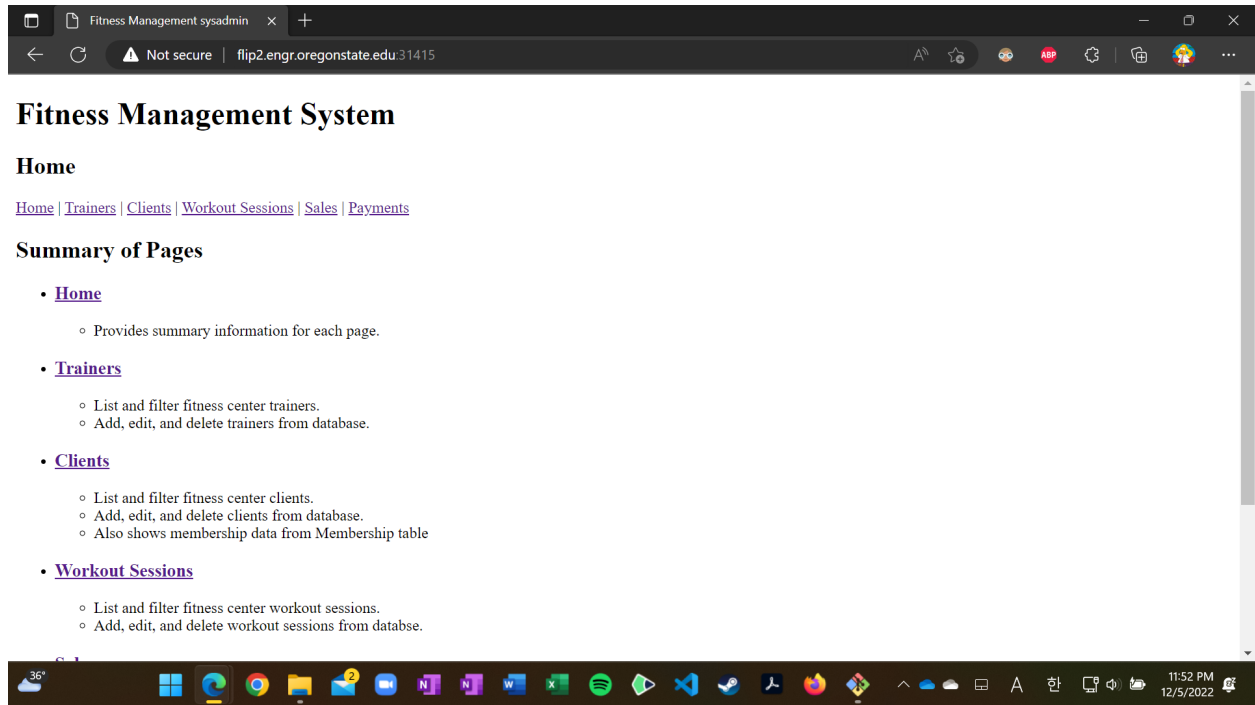 Fitness Management sysadmin
Not secure | flip2.engr.oregonstate.edu:31415
ABP
Fitness Management System
Home
Home | Trainers | Clients | Workout Sessions | Sales | Payments
Summary of Pages
Home
Provides summary information for each page.
Trainers
List and filter fitness center trainers.
Add, edit, and delete trainers from database.
Clients
List and filter fitness center clients.
Add, edit, and delete clients from database.
Also shows membership data from Membership table
Workout Sessions
List and filter fitness center workout sessions.
Add, edit, and delete workout sessions from databse.
36°
2
A 한
11:52 PM
12/5/2022